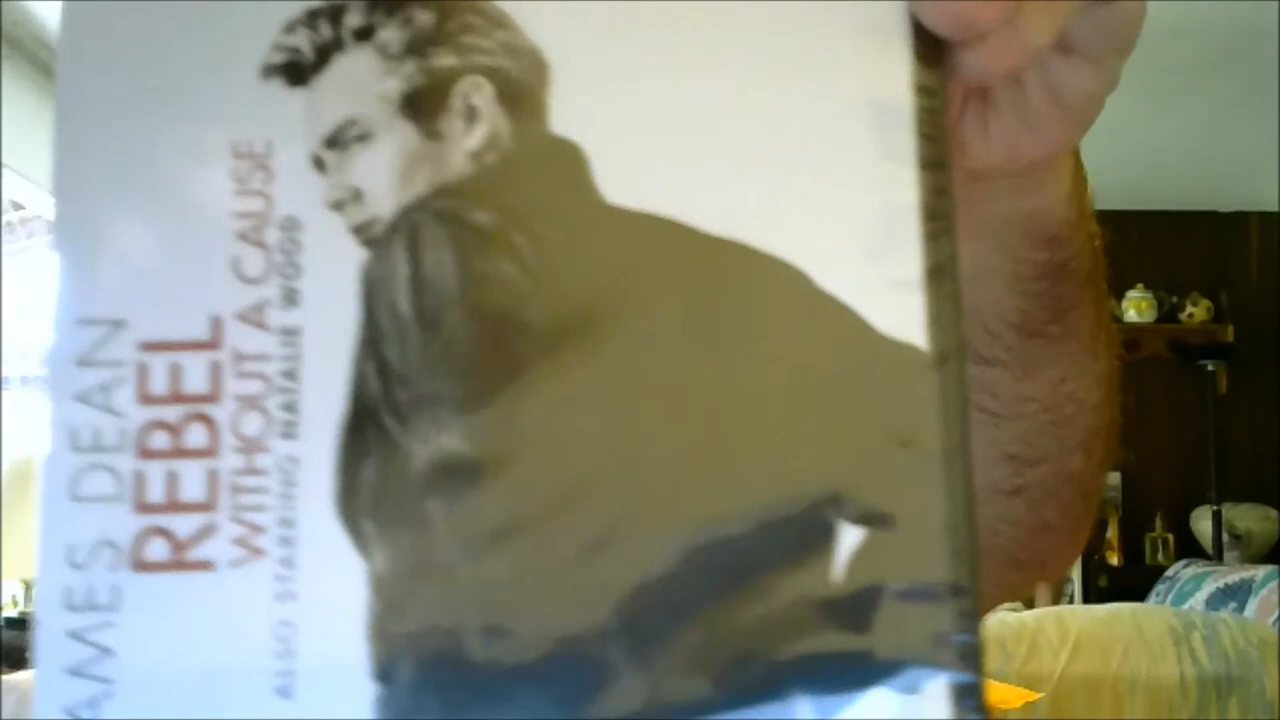 AMES DEAN
REBEL
WITHOUT A CAUSE
ALSO STARRING NATALIE WOOD